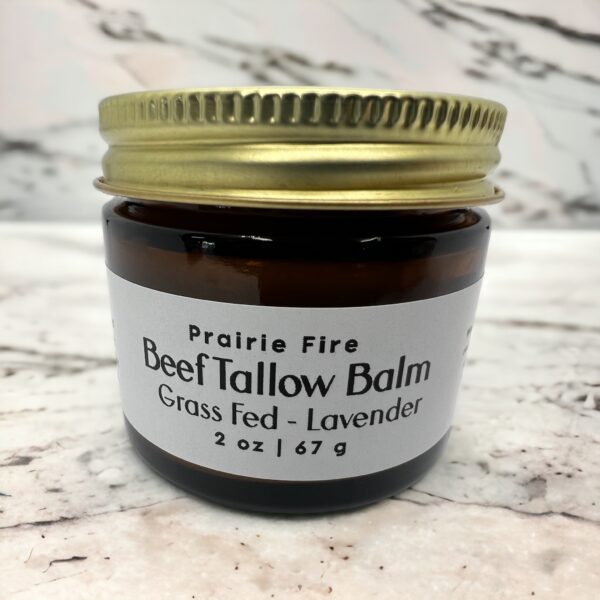 Prairie Fire
Beef Tallow Balm
Grass Fed - Lavender
2 oz | 67 g